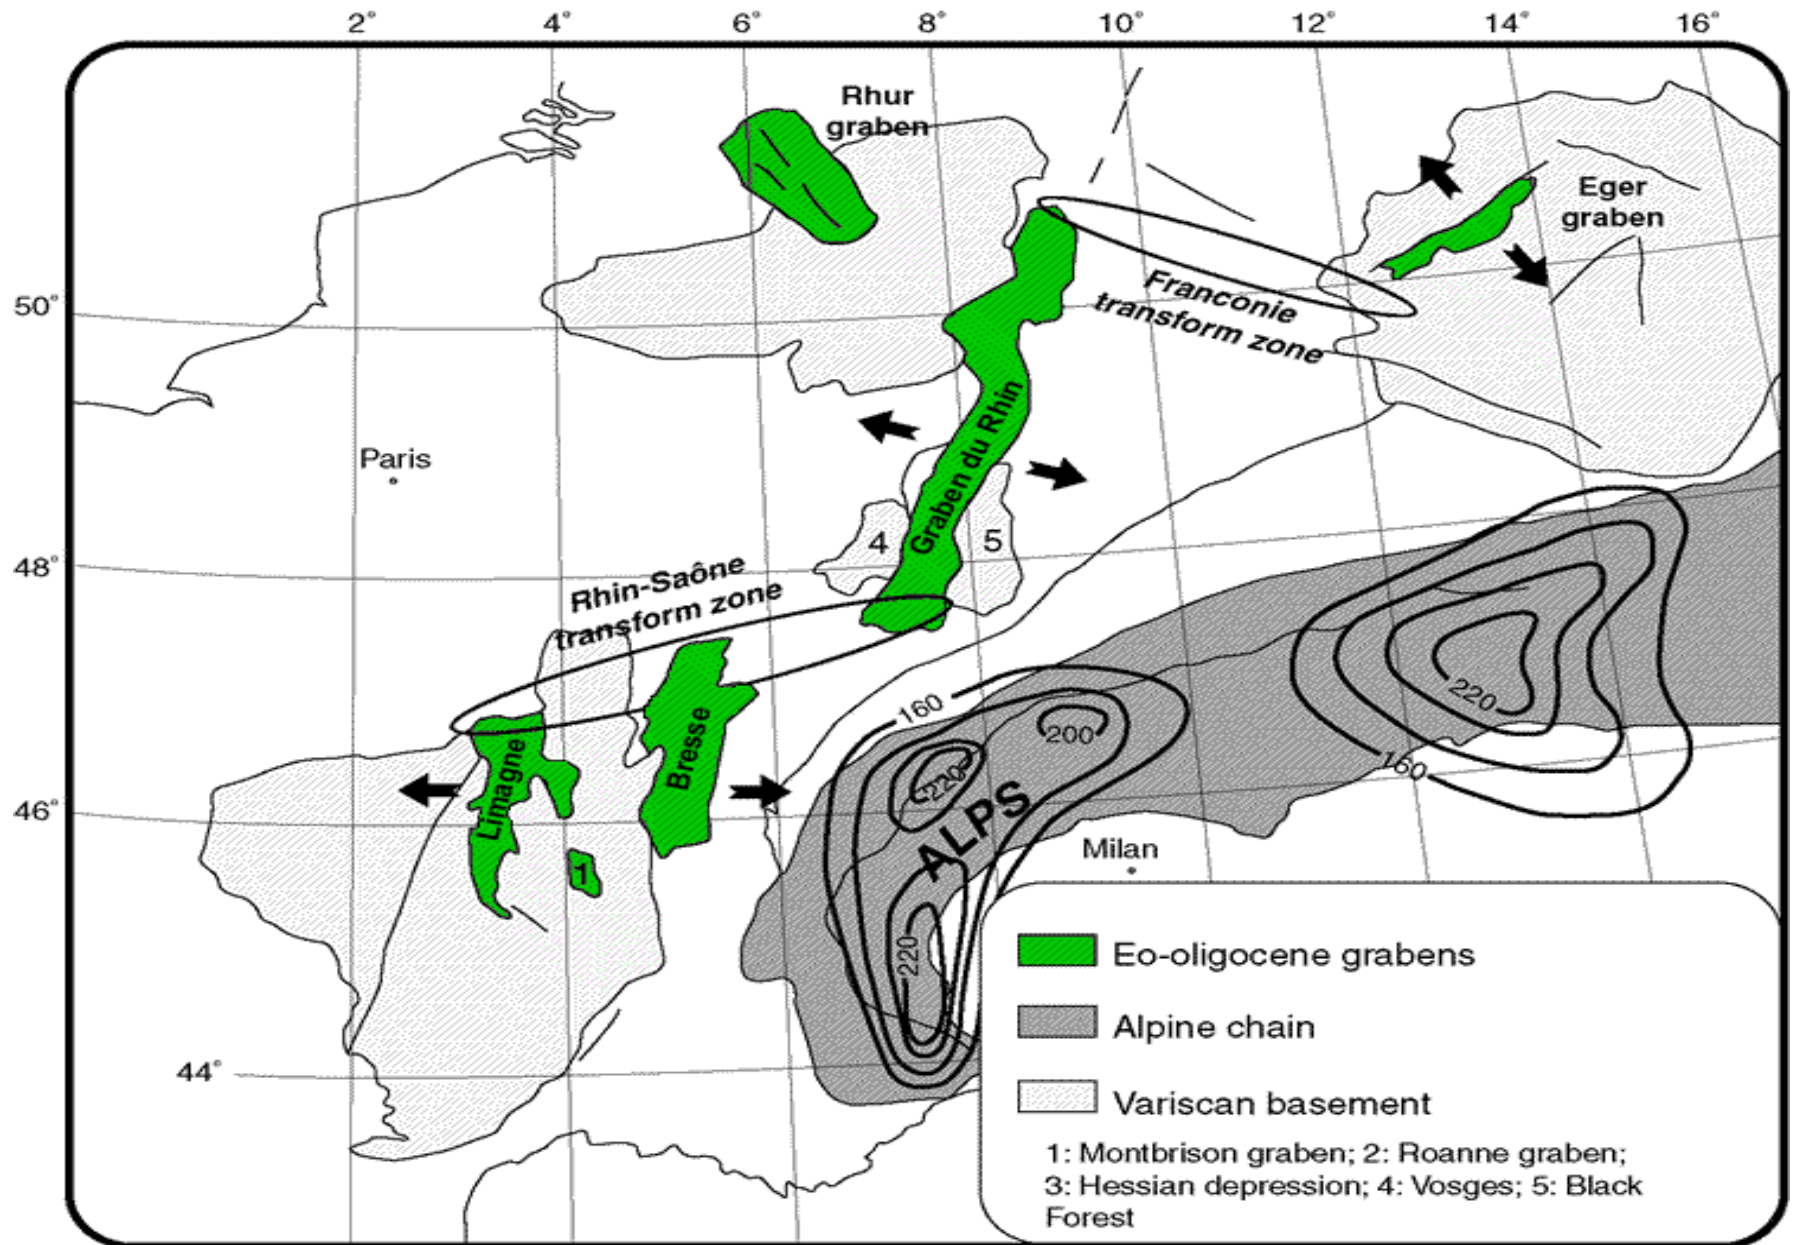 2° 4° 6° 8° 10° 12° 14° 16°
Rhur
graben
Eger
graben
50°
Franconie
transform zone
Paris
Graben du Rhin
4
5
48°
Rhin-Saône
transform zone
160
200
220
220
160
Limagne
Bresse
46°
ALPS
Milan
1
220
44°
Eo-oligocene grabens
Alpine chain
Variscan basement
1: Montbrison graben; 2: Roanne graben;
3: Hessian depression; 4: Vosges; 5: Black
Forest